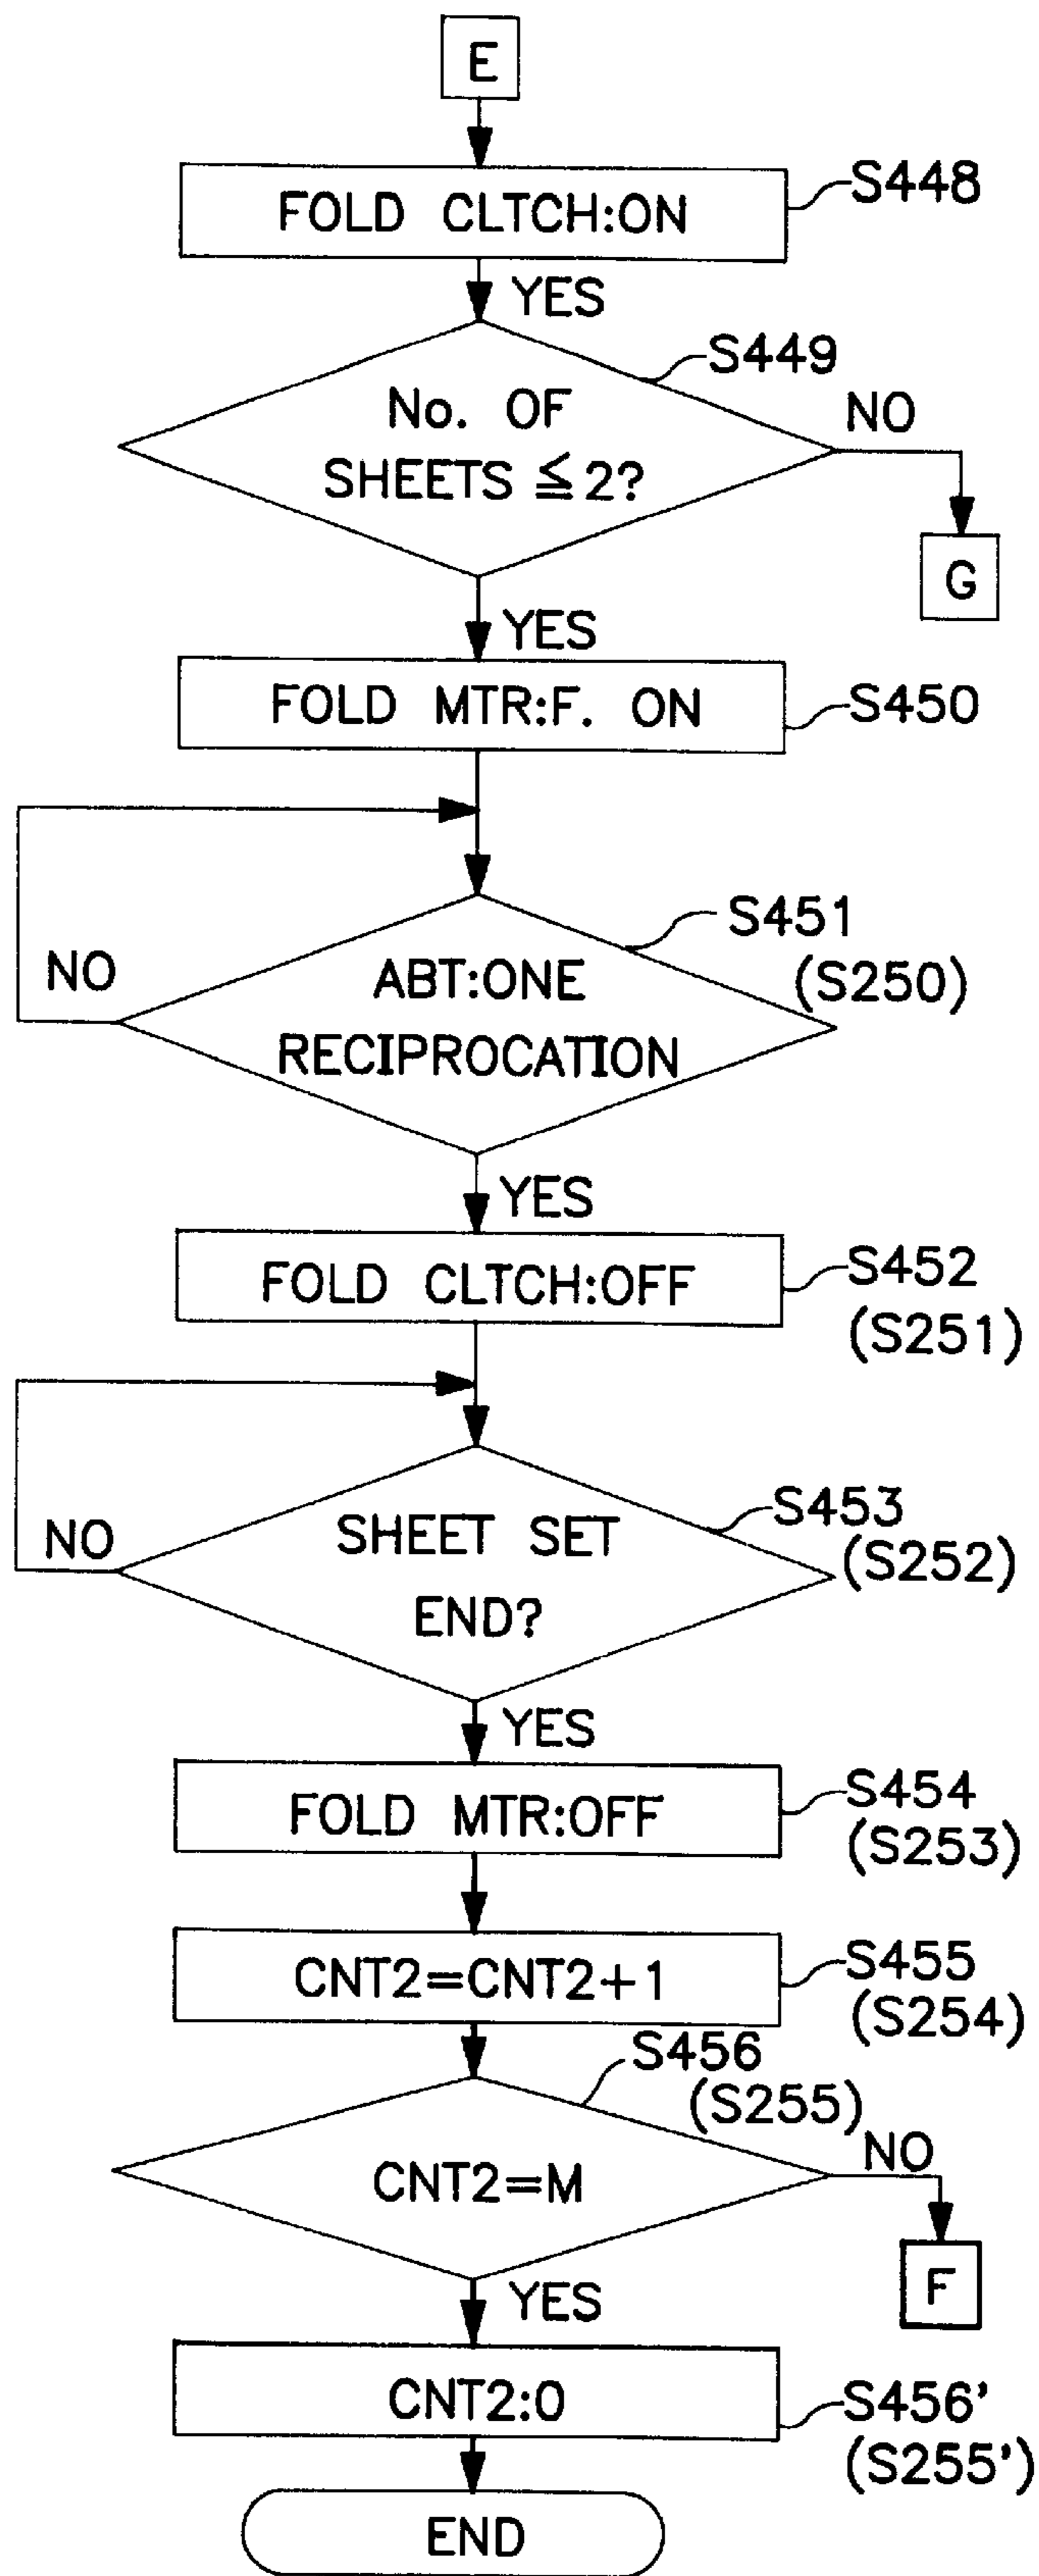 E
FOLD CLTCH:ON
S448
YES
S449
No. OF
SHEETS ≦2?
NO
G
YES
FOLD MTR:F. ON
S450
S451
(S250)
NO
ABT:ONE
RECIPROCATION
YES
FOLD CLTCH:OFF
S452
(S251)
S453
(S252)
NO
SHEET SET
END?
YES
FOLD MTR:OFF
S454
(S253)
CNT2=CNT2+1
S455
(S254)
S456
(S255)
NO
CNT2=M
F
YES
CNT2:0
S456'
(S255')
END